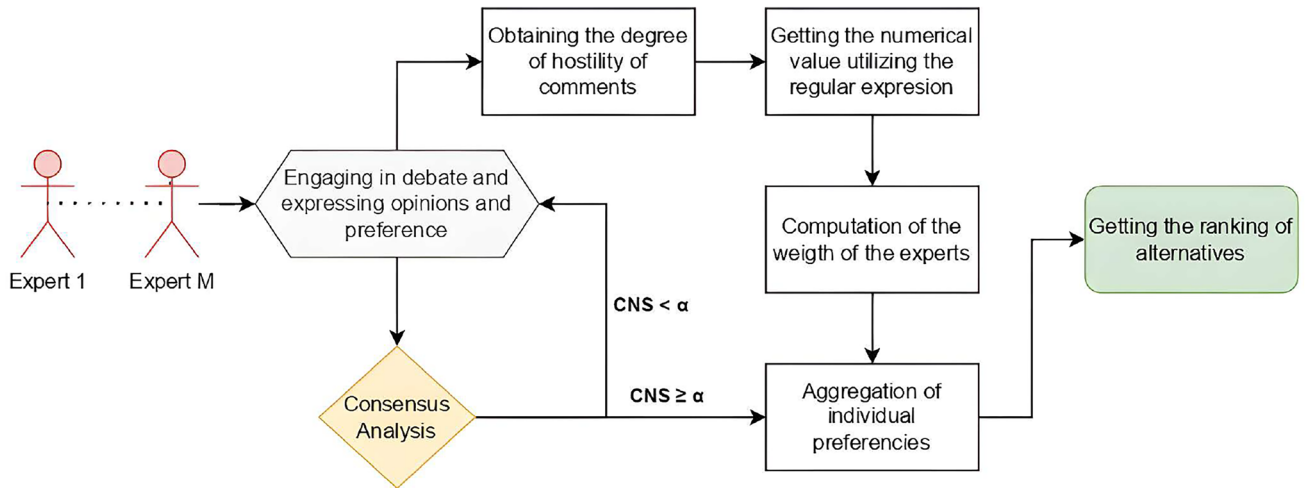 Obtaining the degree
of hostility of
comments
Getting the numerical
value utilizing the
regular expresion
Engaging in debate and
expressing opinions and
preference
Expert 1
Expert M
Computation of the
weigth of the experts
Getting the ranking of
alternatives
CNS < α
Consensus
Analysis
CNS ≥ α
Aggregation of
individual
preferencies